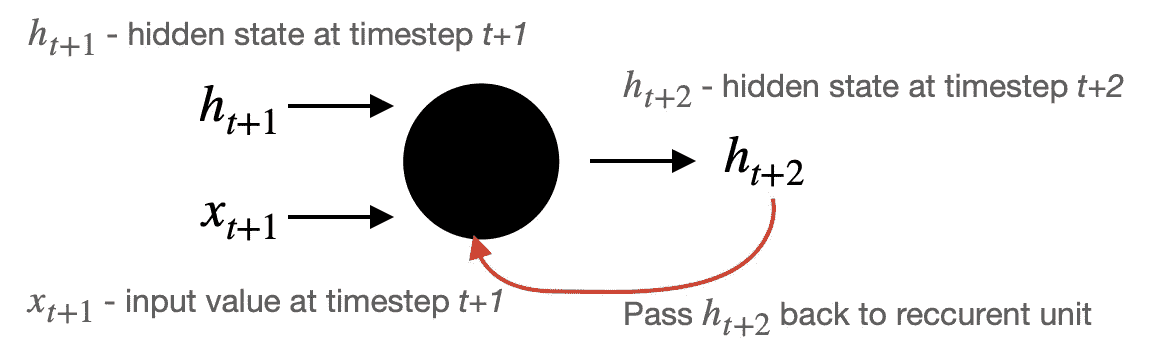 h_{t+1} - hidden state at timestep t+1
h_{t+2} - hidden state at timestep t+2
h_{t+1}
h_{t+2}
x_{t+1}
x_{t+1} - input value at timestep t+1
Pass h_{t+2} back to reccurent unit